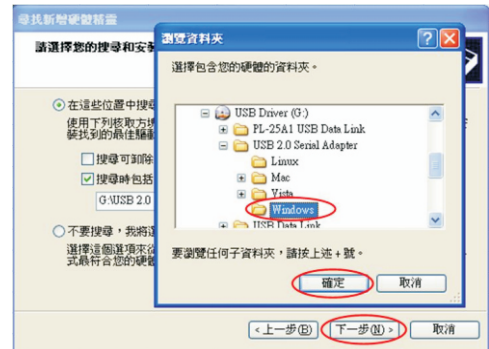 尋找新增硬體精靈
請選擇您的搜尋和安
瀏覽資料夾
選擇包含您的硬體的資料夾。
在這些位置中搜尋
使用下列核取方塊
裝找到的最佳驅動
搜尋可卸除
搜尋時包括
G:\USB 2.0
不要搜尋,我將選
選擇這個選項來從
式最符合您的硬體
USB Driver (G:)
PL-25A1 USB Data Link
USB 2.0 Serial Adapter
Linux
Mac
Vista
Windows
USB Data Link
要瀏覽任何子資料夾,請按上述 + 號。
確定
取消
<上一步(B)
下一步(N)>
取消